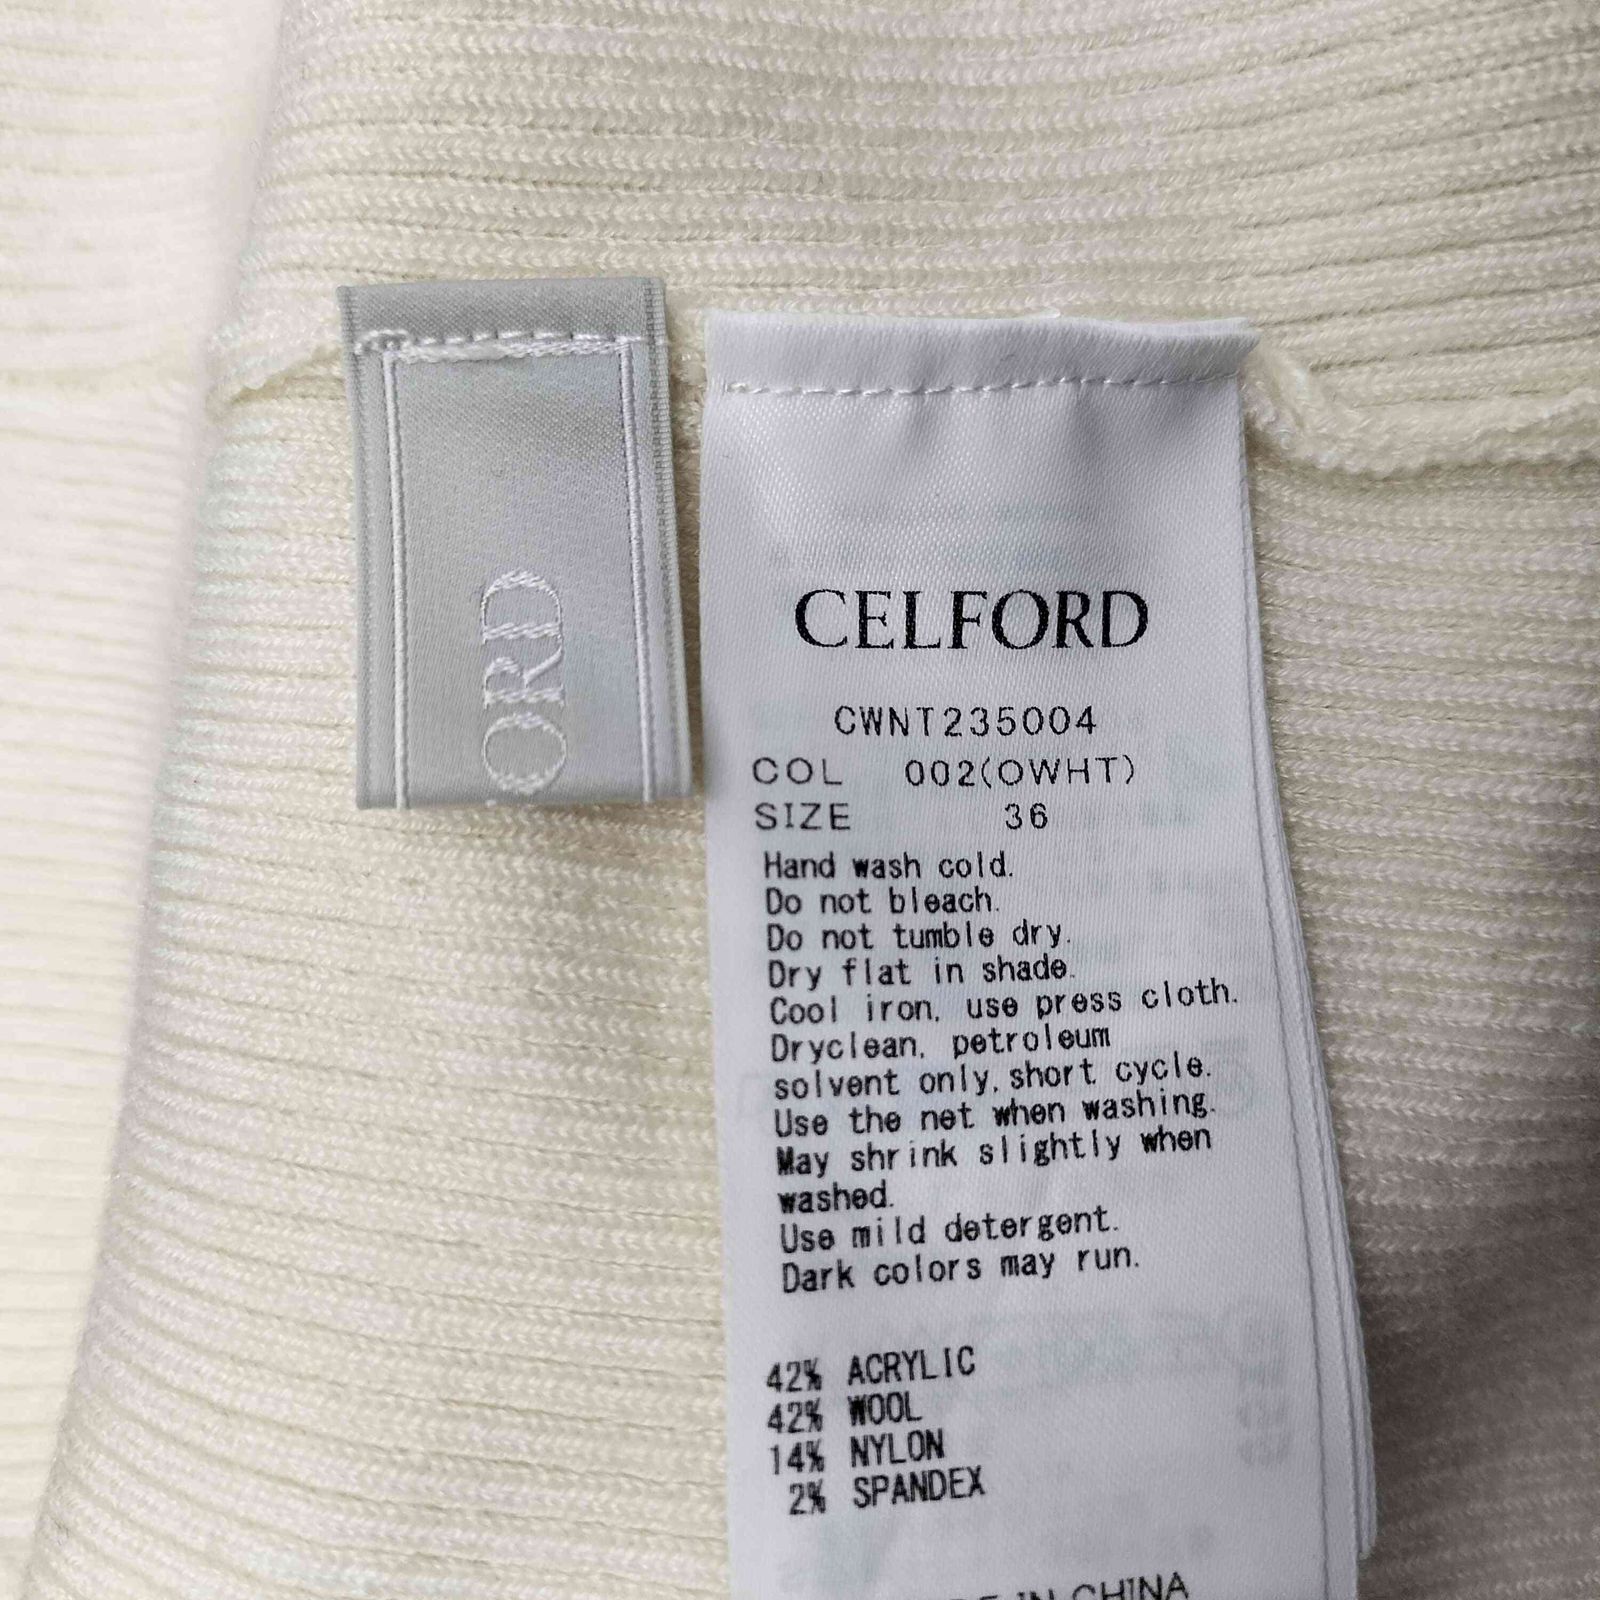 ORD
CELFORD
CWNT235004
COL 002(OWHT)
SIZE 36
Hand wash cold.
Do not bleach.
Do not tumble dry.
Dry flat in shade.
Cool iron, use press cloth.
Dryclean, petroleum
solvent only, short cycle.
Use the net when washing.
May shrink slightly when
washed.
Use mild detergent.
Dark colors may run.
42% ACRYLIC
42% WOOL
14% NYLON
2% SPANDEX
IN CHINA